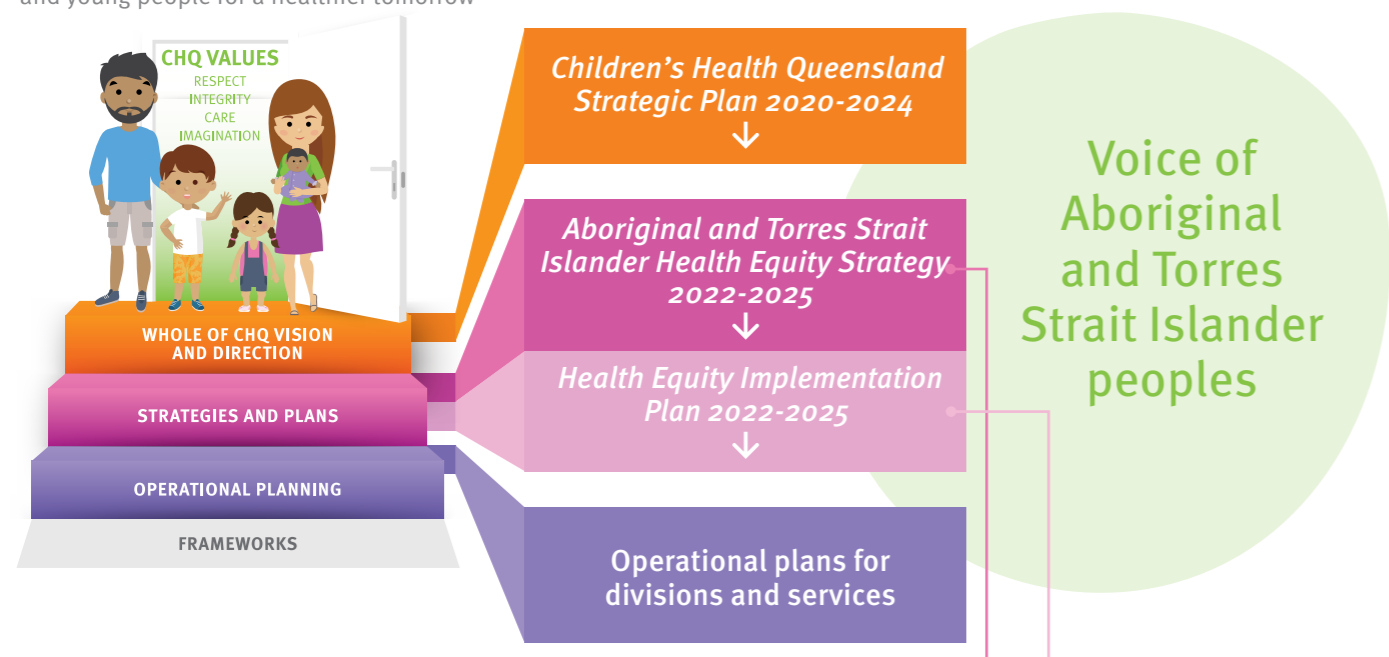 and young people for a healthier tomorrow
CHQ VALUES
RESPECT
INTEGRITY
CARE
IMAGINATION
WHOLE OF CHQ VISION
AND DIRECTION
STRATEGIES AND PLANS
OPERATIONAL PLANNING
FRAMEWORKS
Children’s Health Queensland
Strategic Plan 2020-2024
Aboriginal and Torres Strait
Islander Health Equity Strategy
2022-2025
Health Equity Implementation
Plan 2022-2025
Operational plans for
divisions and services
Voice of
Aboriginal
and Torres
Strait Islander
peoples